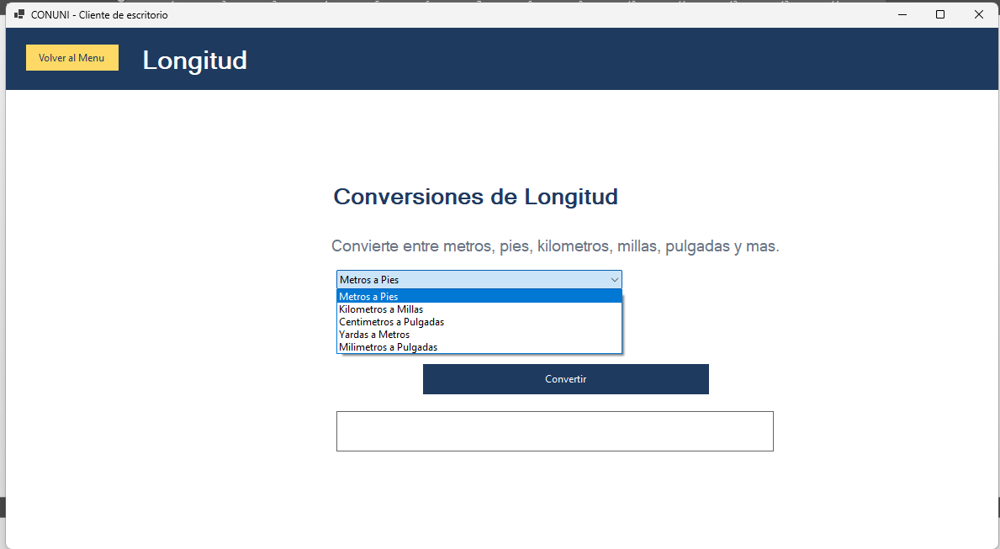 CONUNI - Cliente de escritorio
Volver al Menu
Longitud
Conversiones de Longitud
Convierte entre metros, pies, kilometros, millas, pulgadas y mas.
Metros a Pies
Metros a Pies
Kilometros a Millas
Centimetros a Pulgadas
Yardas a Metros
Milimetros a Pulgadas
Convertir